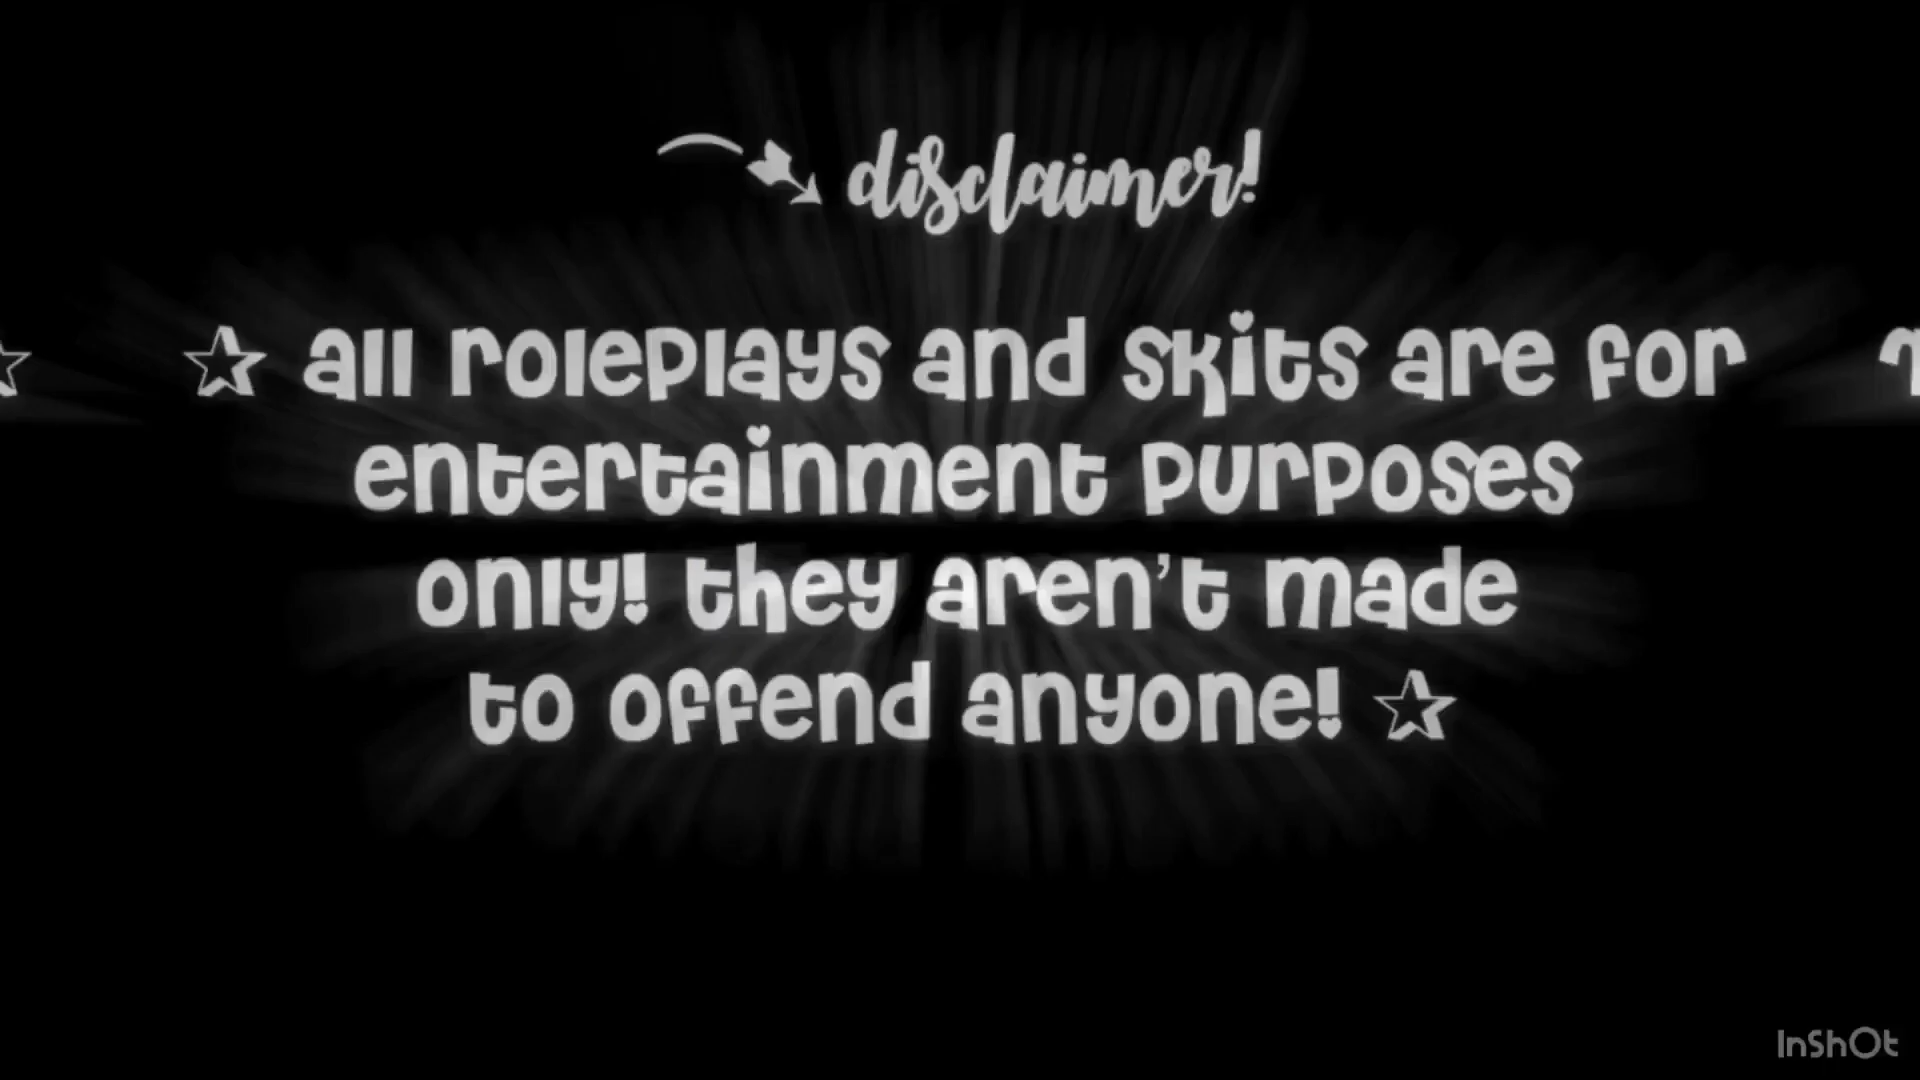 disclaimer!
☆ all roleplays and skits are for
entertainment purposes
only! they aren't made
to offend anyone! ☆
InShOt